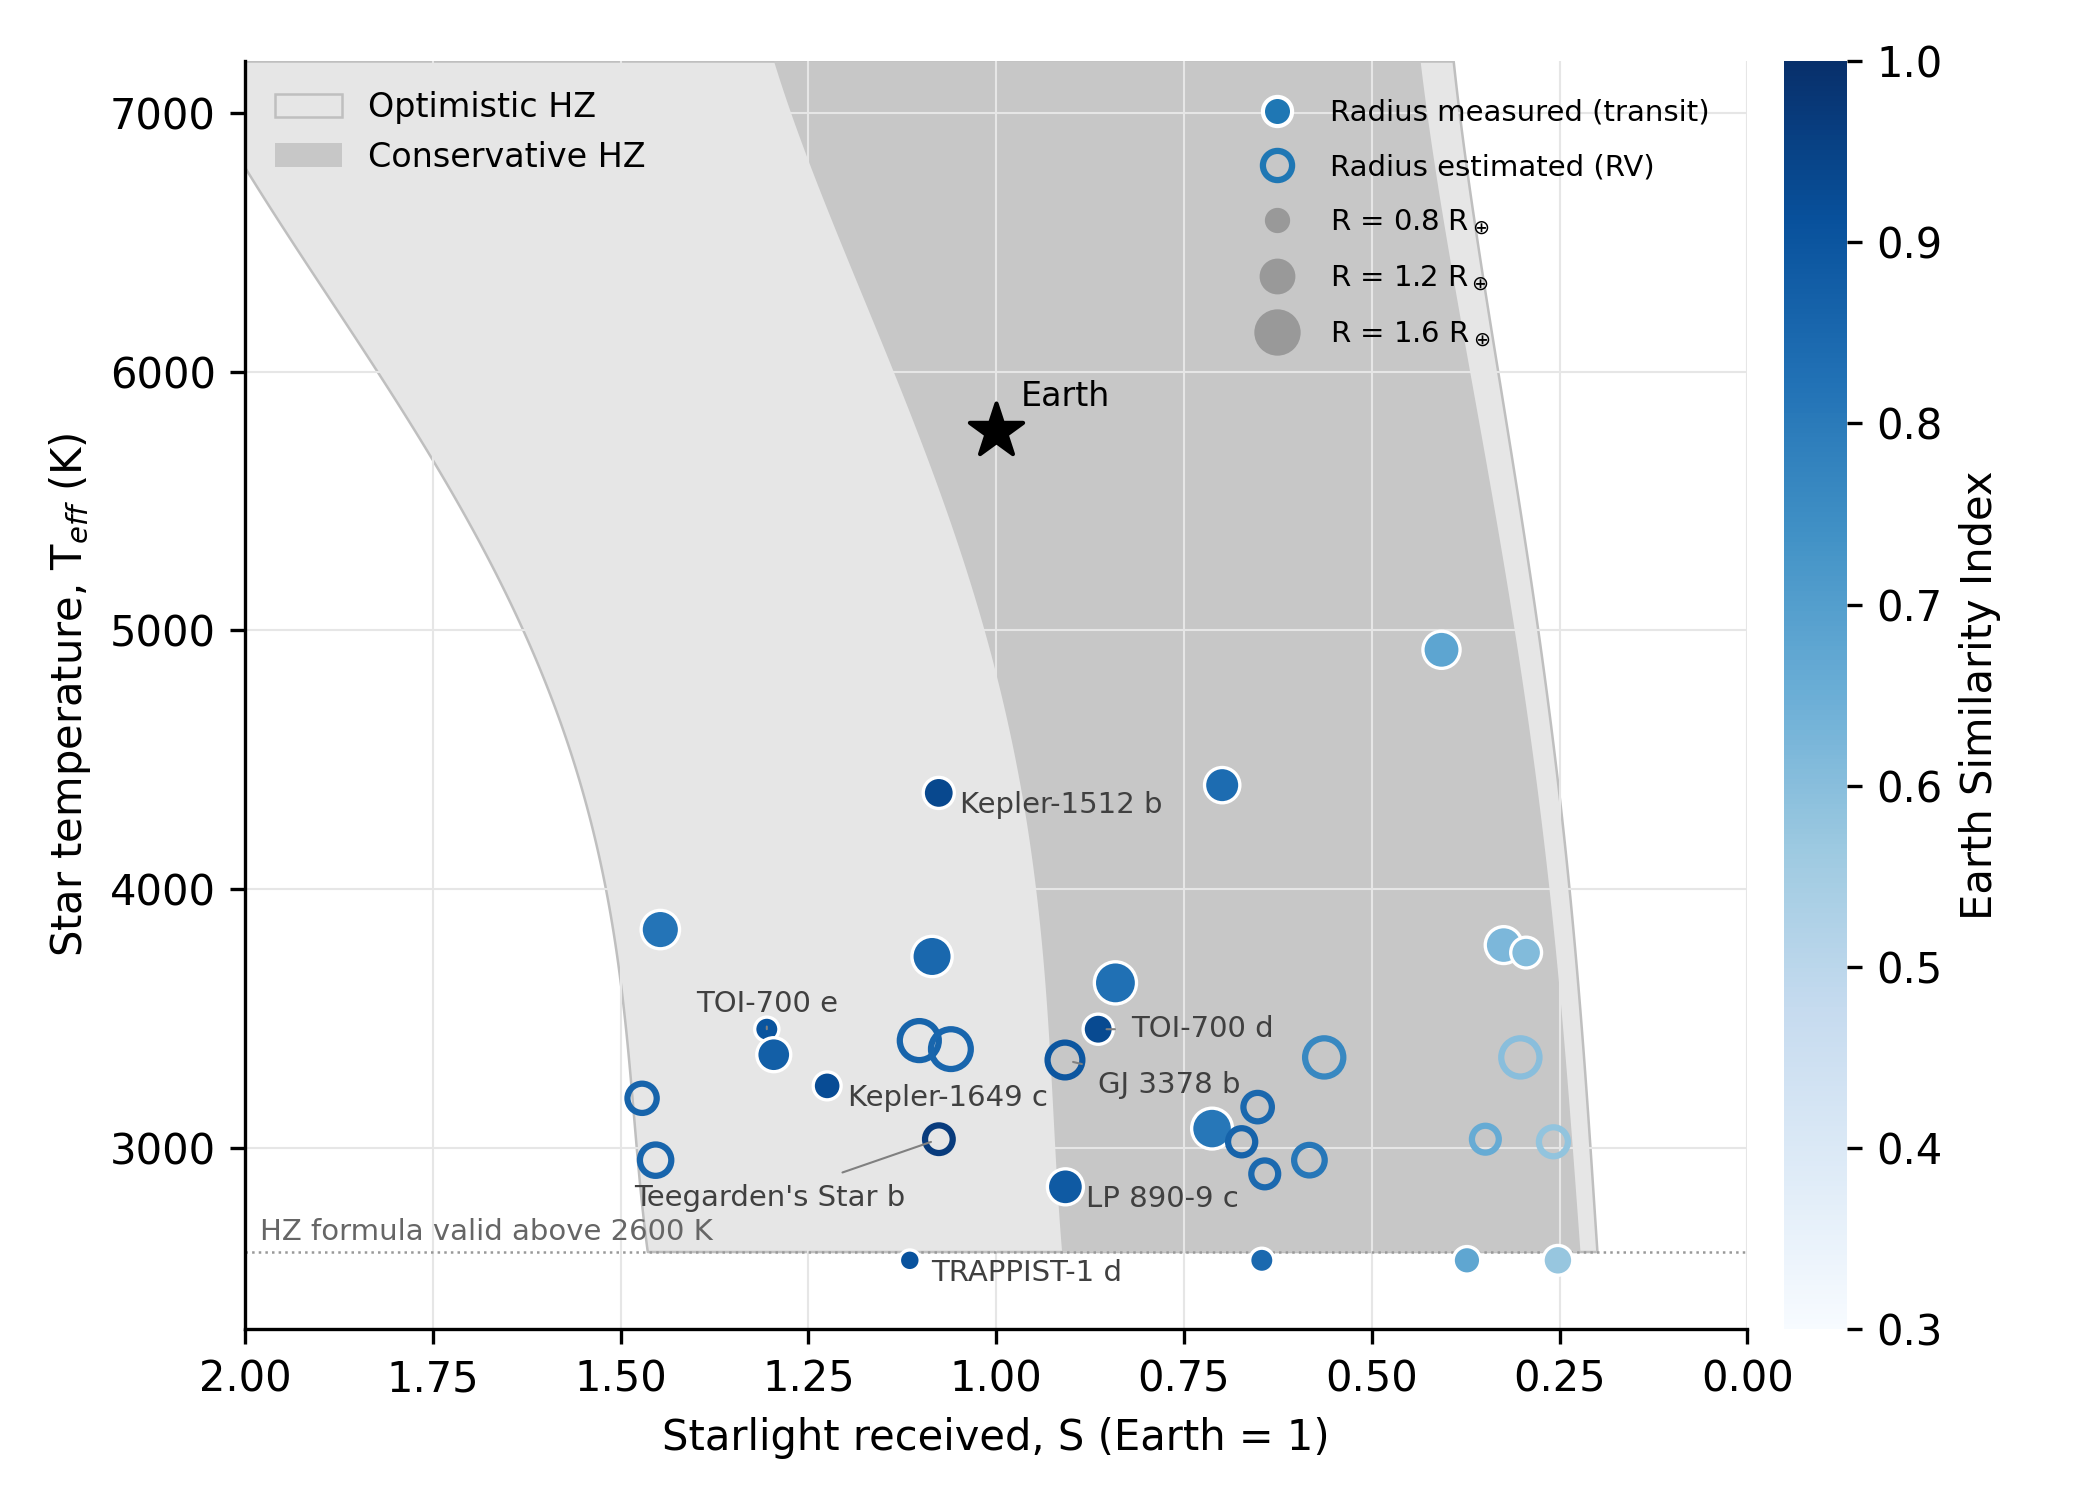 Optimistic HZ
Conservative HZ
Radius measured (transit)
Radius estimated (RV)
R = 0.8 R⊕
R = 1.2 R⊕
R = 1.6 R⊕
Earth
Kepler-1512 b
TOI-700 e
TOI-700 d
GJ 3378 b
Kepler-1649 c
Teegarden's Star b
LP 890-9 c
HZ formula valid above 2600 K
TRAPPIST-1 d
7000
6000
5000
4000
3000
Star temperature, Teff (K)
2.00 1.75 1.50 1.25 1.00 0.75 0.50 0.25 0.00
Starlight received, S (Earth = 1)
1.0
0.9
0.8
0.7
0.6
0.5
0.4
0.3
Earth Similarity Index